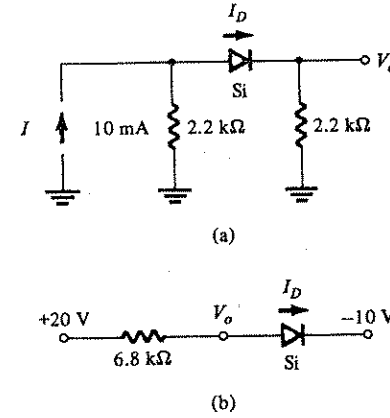 I_D
V_o
Si
I
10 mA
2.2 kΩ
2.2 kΩ
(a)
I_D
+20 V
V_o
−10 V
6.8 kΩ
Si
(b)